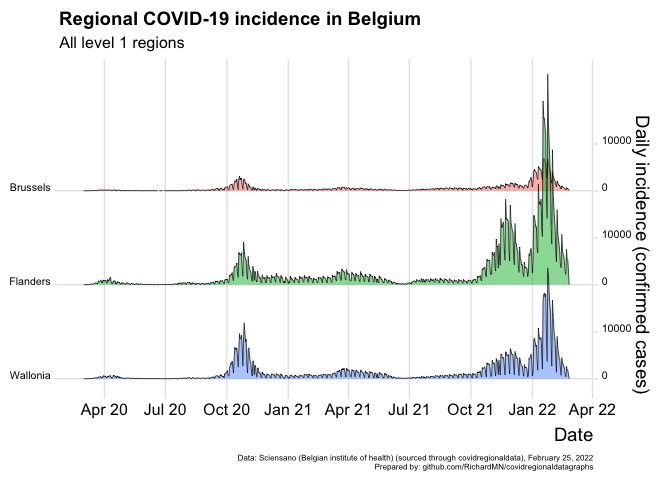 Regional COVID-19 incidence in Belgium
All level 1 regions
Brussels
Flanders
Wallonia
10000
0
10000
0
10000
0
Daily incidence (confirmed cases)
Apr 20 Jul 20 Oct 20 Jan 21 Apr 21 Jul 21 Oct 21 Jan 22 Apr 22
Date
Data: Sciensano (Belgian institute of health) (sourced through covidregionaldata), February 25, 2022
Prepared by: github.com/RichardMN/covidregionaldatagraphs